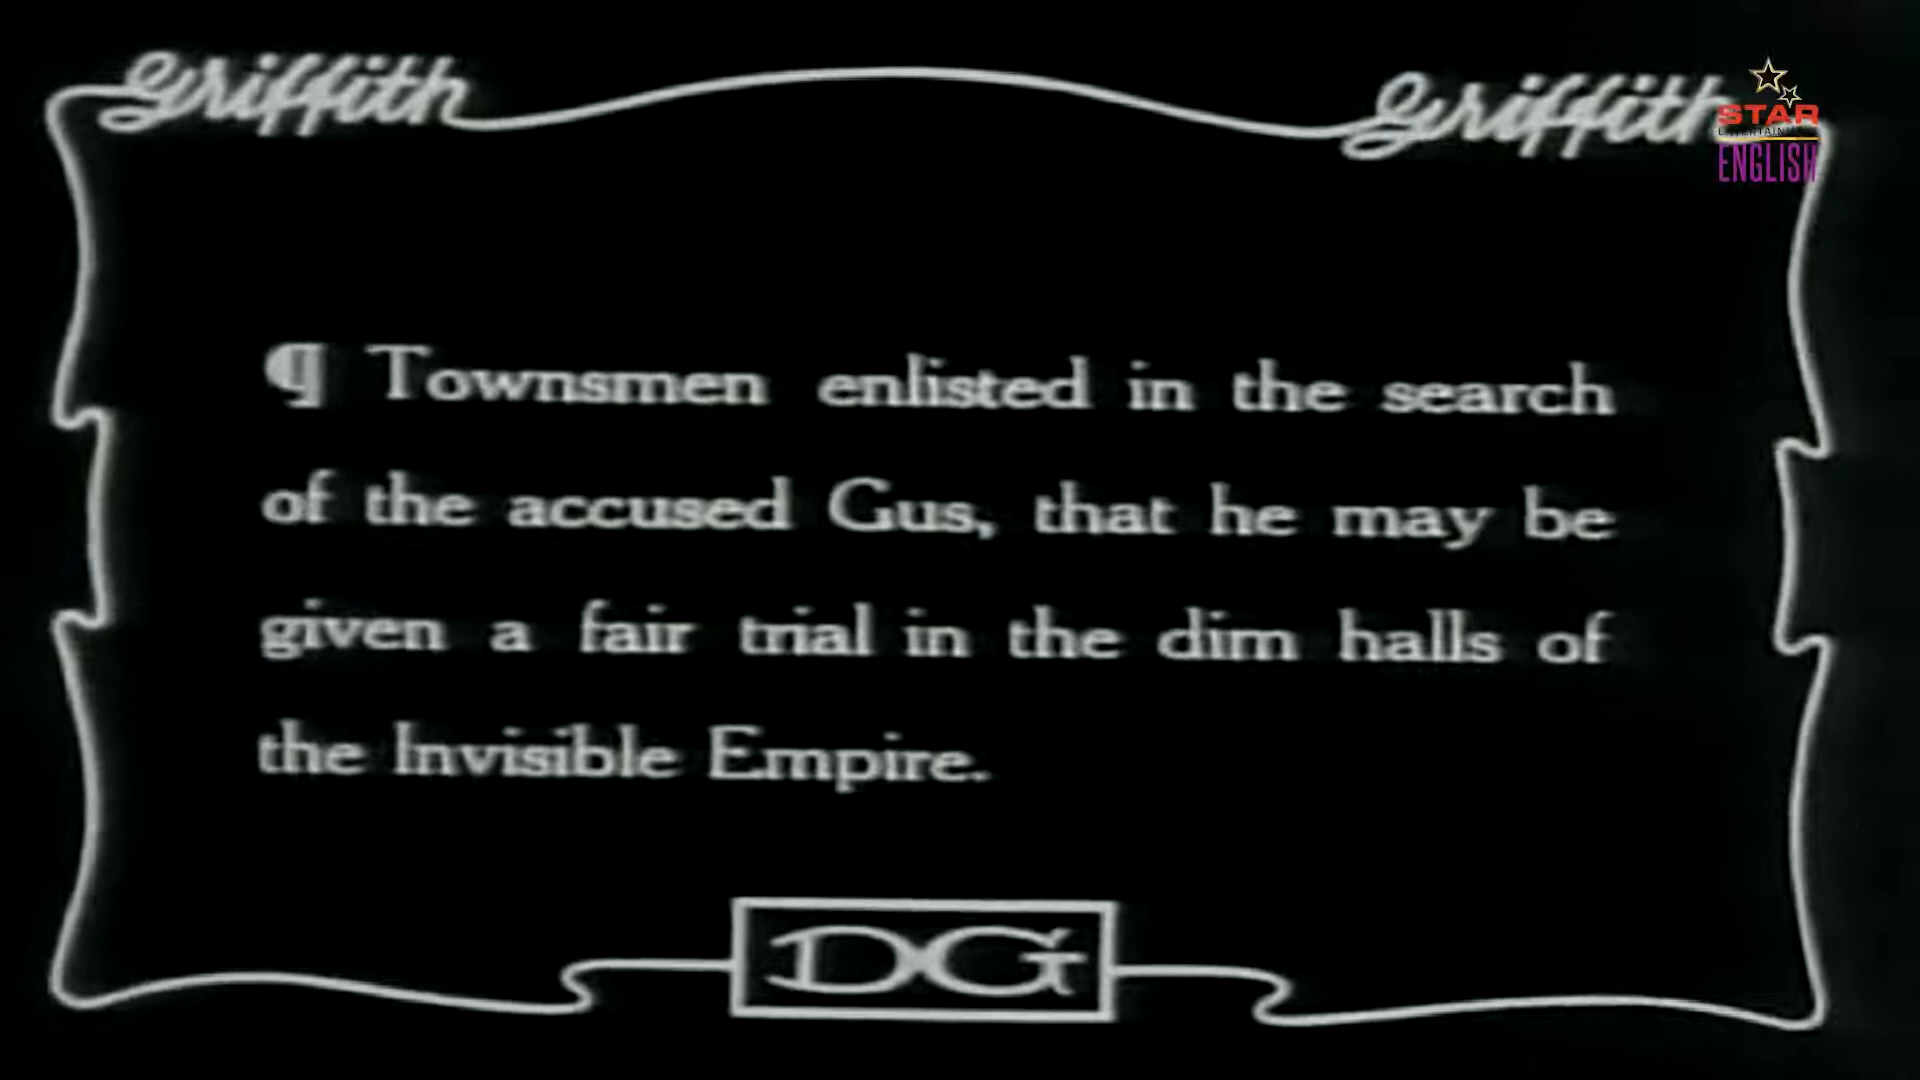 Griffith Griffith
STAR
ENTERTAINMENT
ENGLISH
¶ Townsmen enlisted in the search
of the accused Gus, that he may be
given a fair trial in the dim halls of
the Invisible Empire.
DG